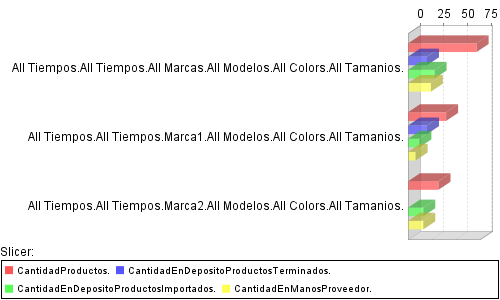 0 25 50 75
All Tiempos.All Tiempos.All Marcas.All Modelos.All Colors.All Tamanios.
All Tiempos.All Tiempos.Marca1.All Modelos.All Colors.All Tamanios.
All Tiempos.All Tiempos.Marca2.All Modelos.All Colors.All Tamanios.
Slicer:
CantidadProductos. CantidadEnDepositoProductosTerminados.
CantidadEnDepositoProductosImportados. CantidadEnManosProveedor.